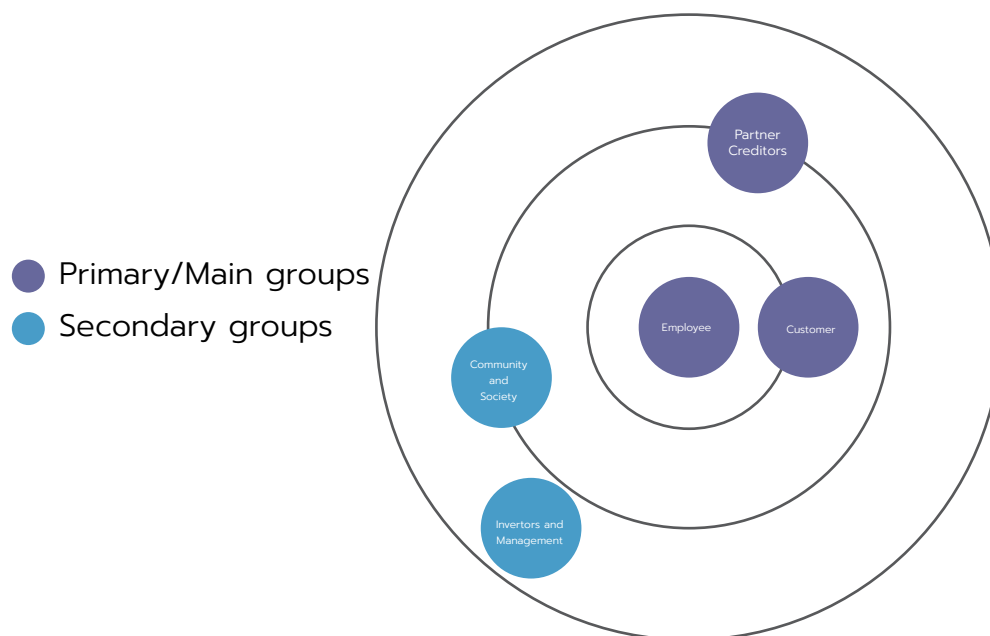 Partner
Creditors
Primary/Main groups
Secondary groups
Employee
Customer
Community
and
Society
Invertors and
Management